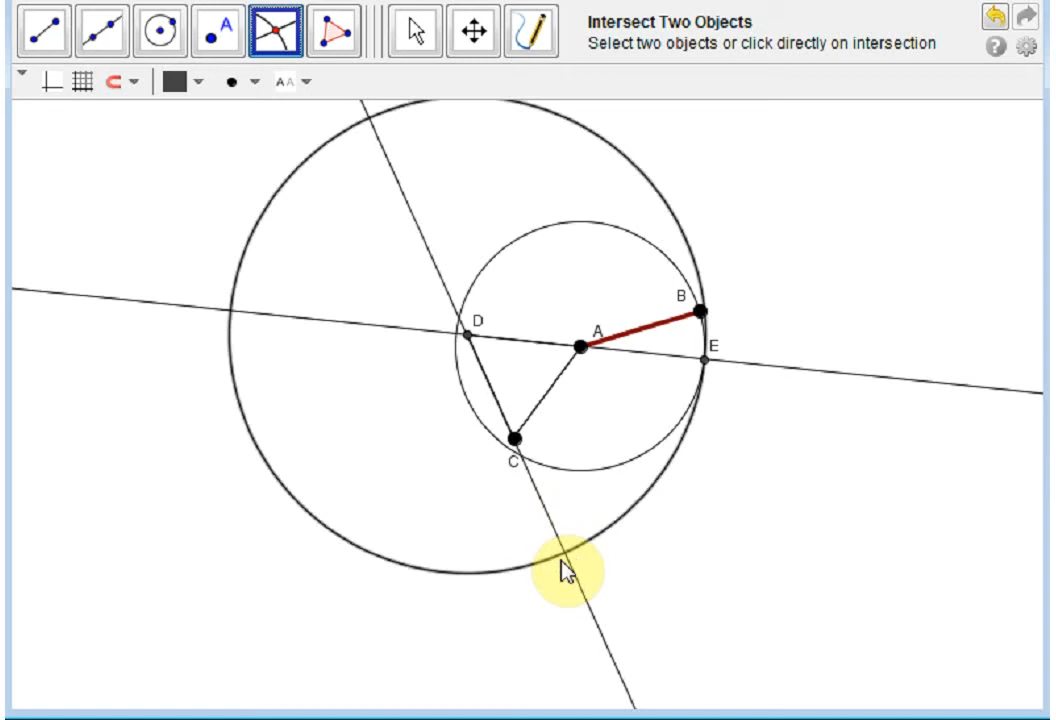 A
Intersect Two Objects
Select two objects or click directly on intersection
A A
B
D
A
E
C